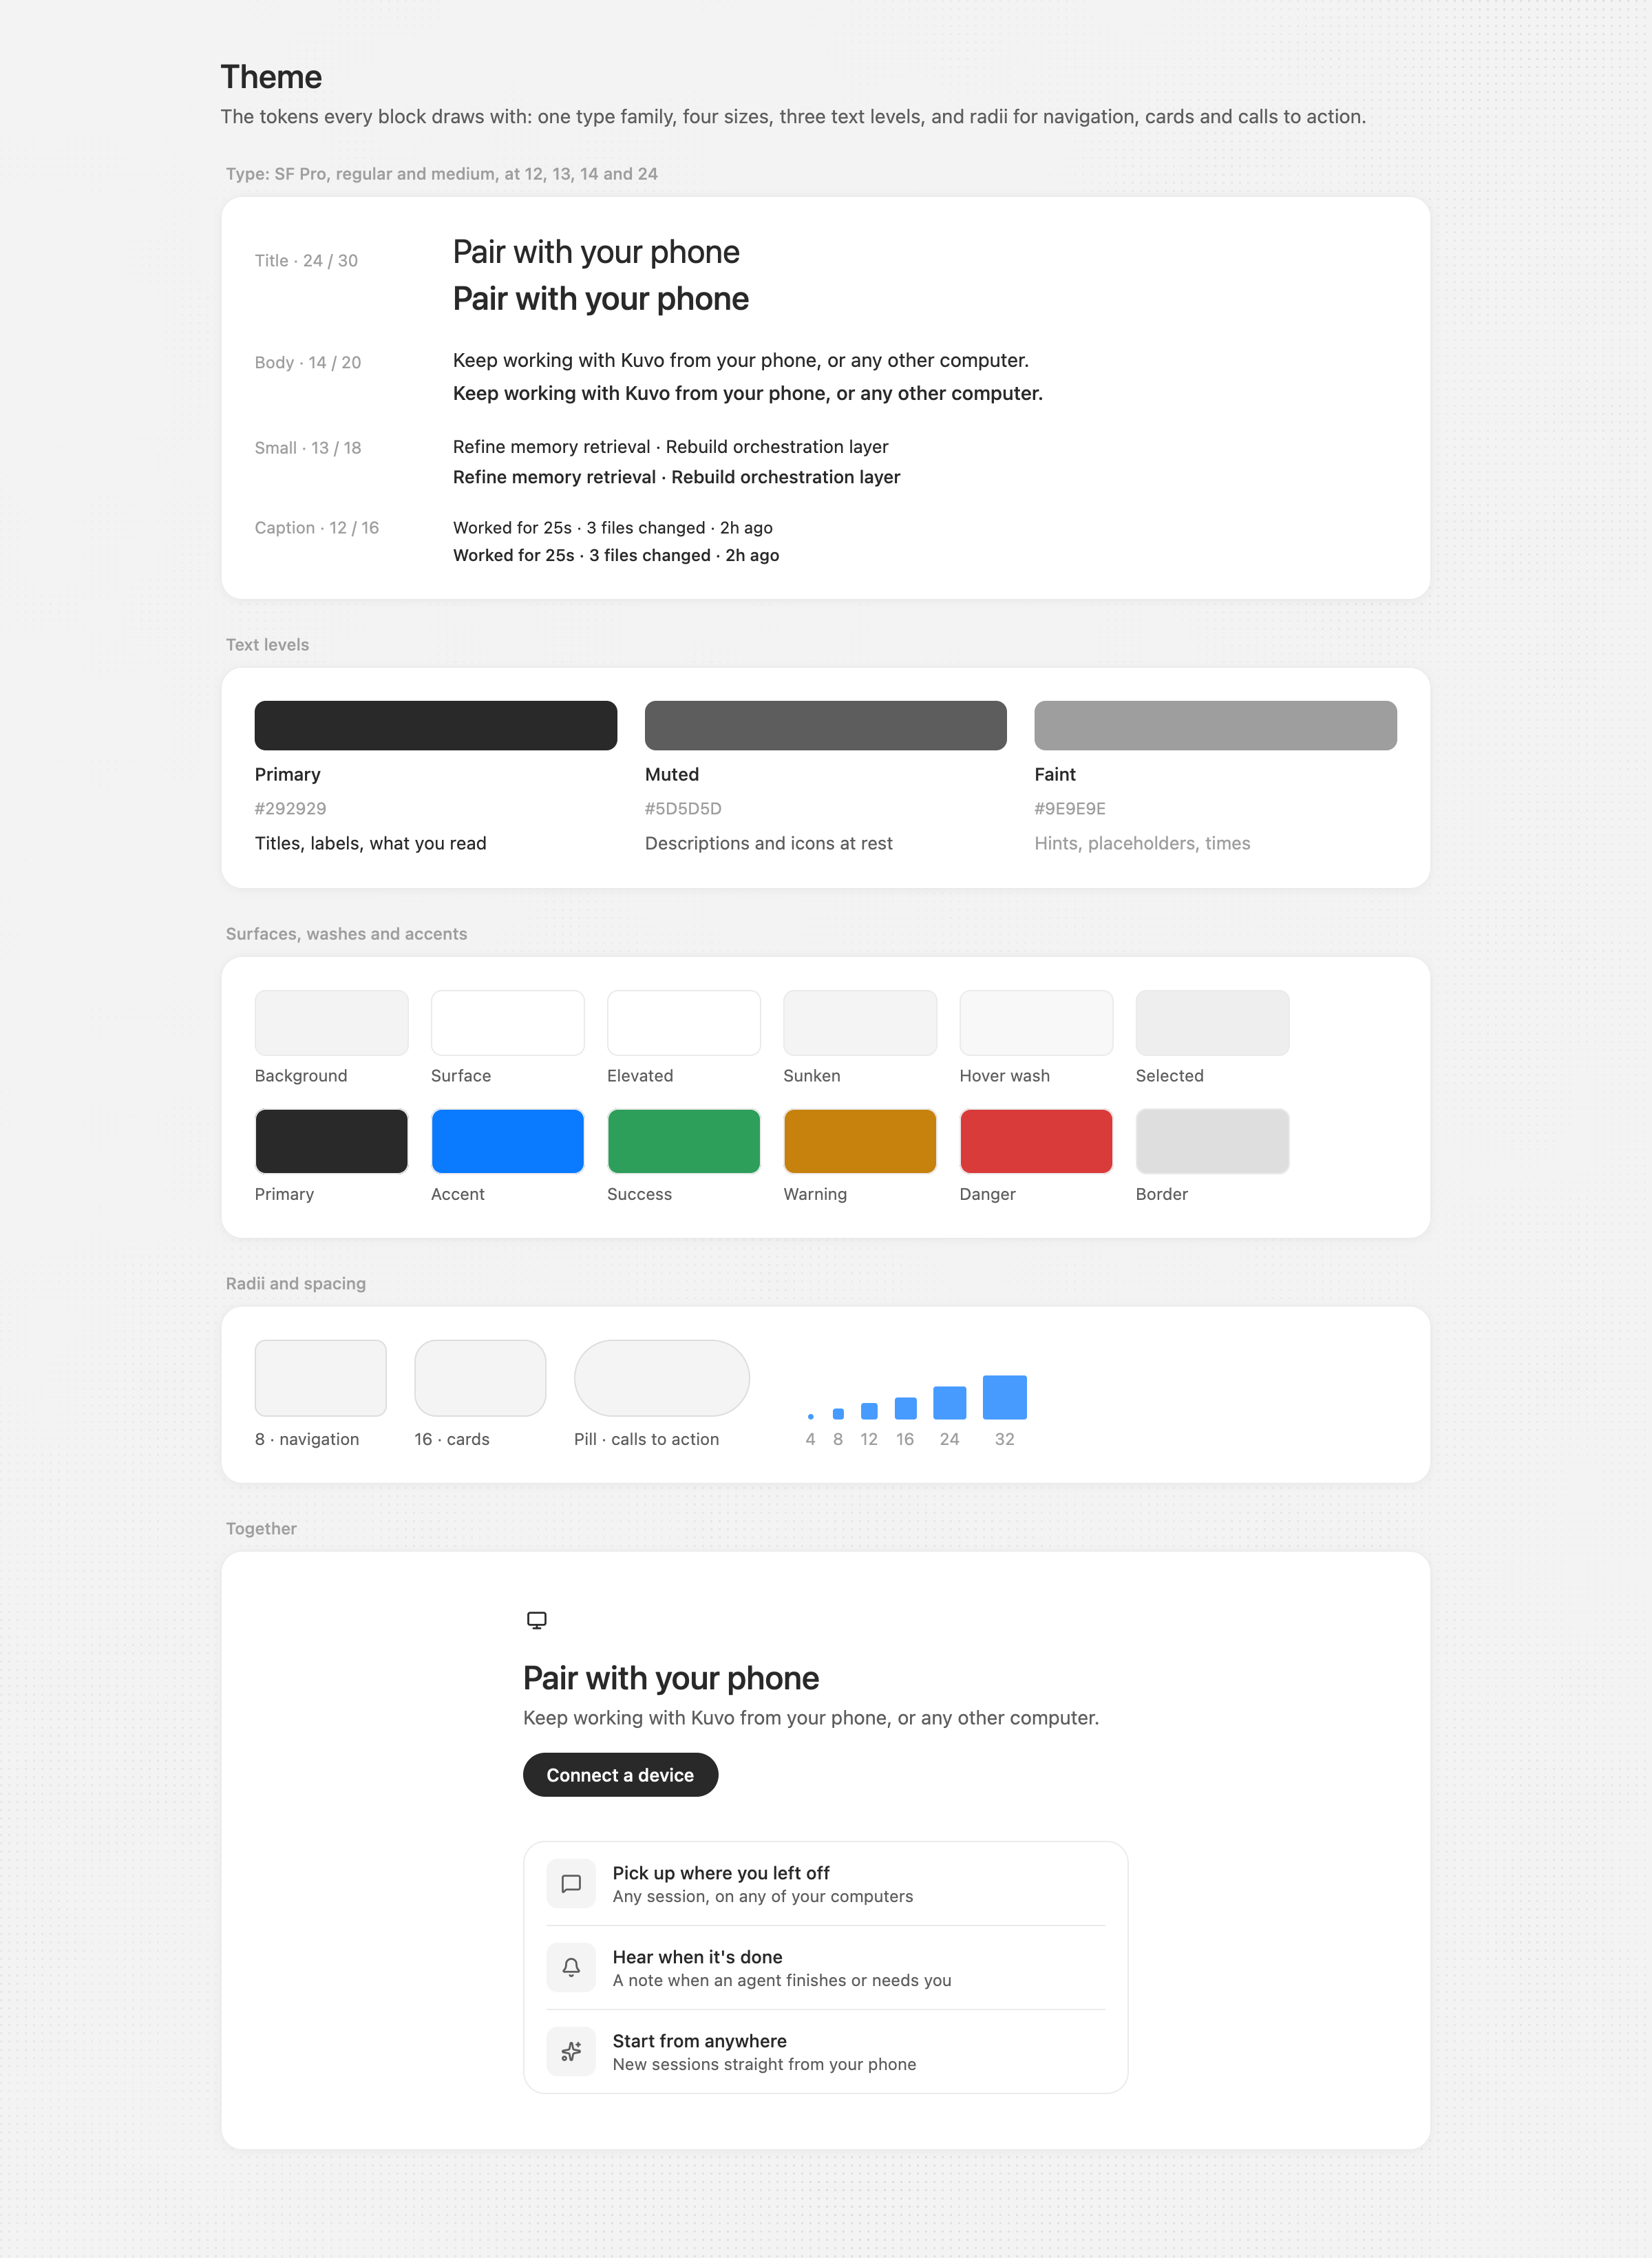 Theme
The tokens every block draws with: one type family, four sizes, three text levels, and radii for navigation, cards and calls to action.
Type: SF Pro, regular and medium, at 12, 13, 14 and 24
Title · 24 / 30
Pair with your phone
Pair with your phone
Body · 14 / 20
Keep working with Kuvo from your phone, or any other computer.
Keep working with Kuvo from your phone, or any other computer.
Small · 13 / 18
Refine memory retrieval · Rebuild orchestration layer
Refine memory retrieval · Rebuild orchestration layer
Caption · 12 / 16
Worked for 25s · 3 files changed · 2h ago
Worked for 25s · 3 files changed · 2h ago
Text levels
Primary
#292929
Titles, labels, what you read
Muted
#5D5D5D
Descriptions and icons at rest
Faint
#9E9E9E
Hints, placeholders, times
Surfaces, washes and accents
Background
Surface
Elevated
Sunken
Hover wash
Selected
Primary
Accent
Success
Warning
Danger
Border
Radii and spacing
8 · navigation
16 · cards
Pill · calls to action
4 8 12 16 24 32
Together
Pair with your phone
Keep working with Kuvo from your phone, or any other computer.
Connect a device
Pick up where you left off
Any session, on any of your computers
Hear when it's done
A note when an agent finishes or needs you
Start from anywhere
New sessions straight from your phone